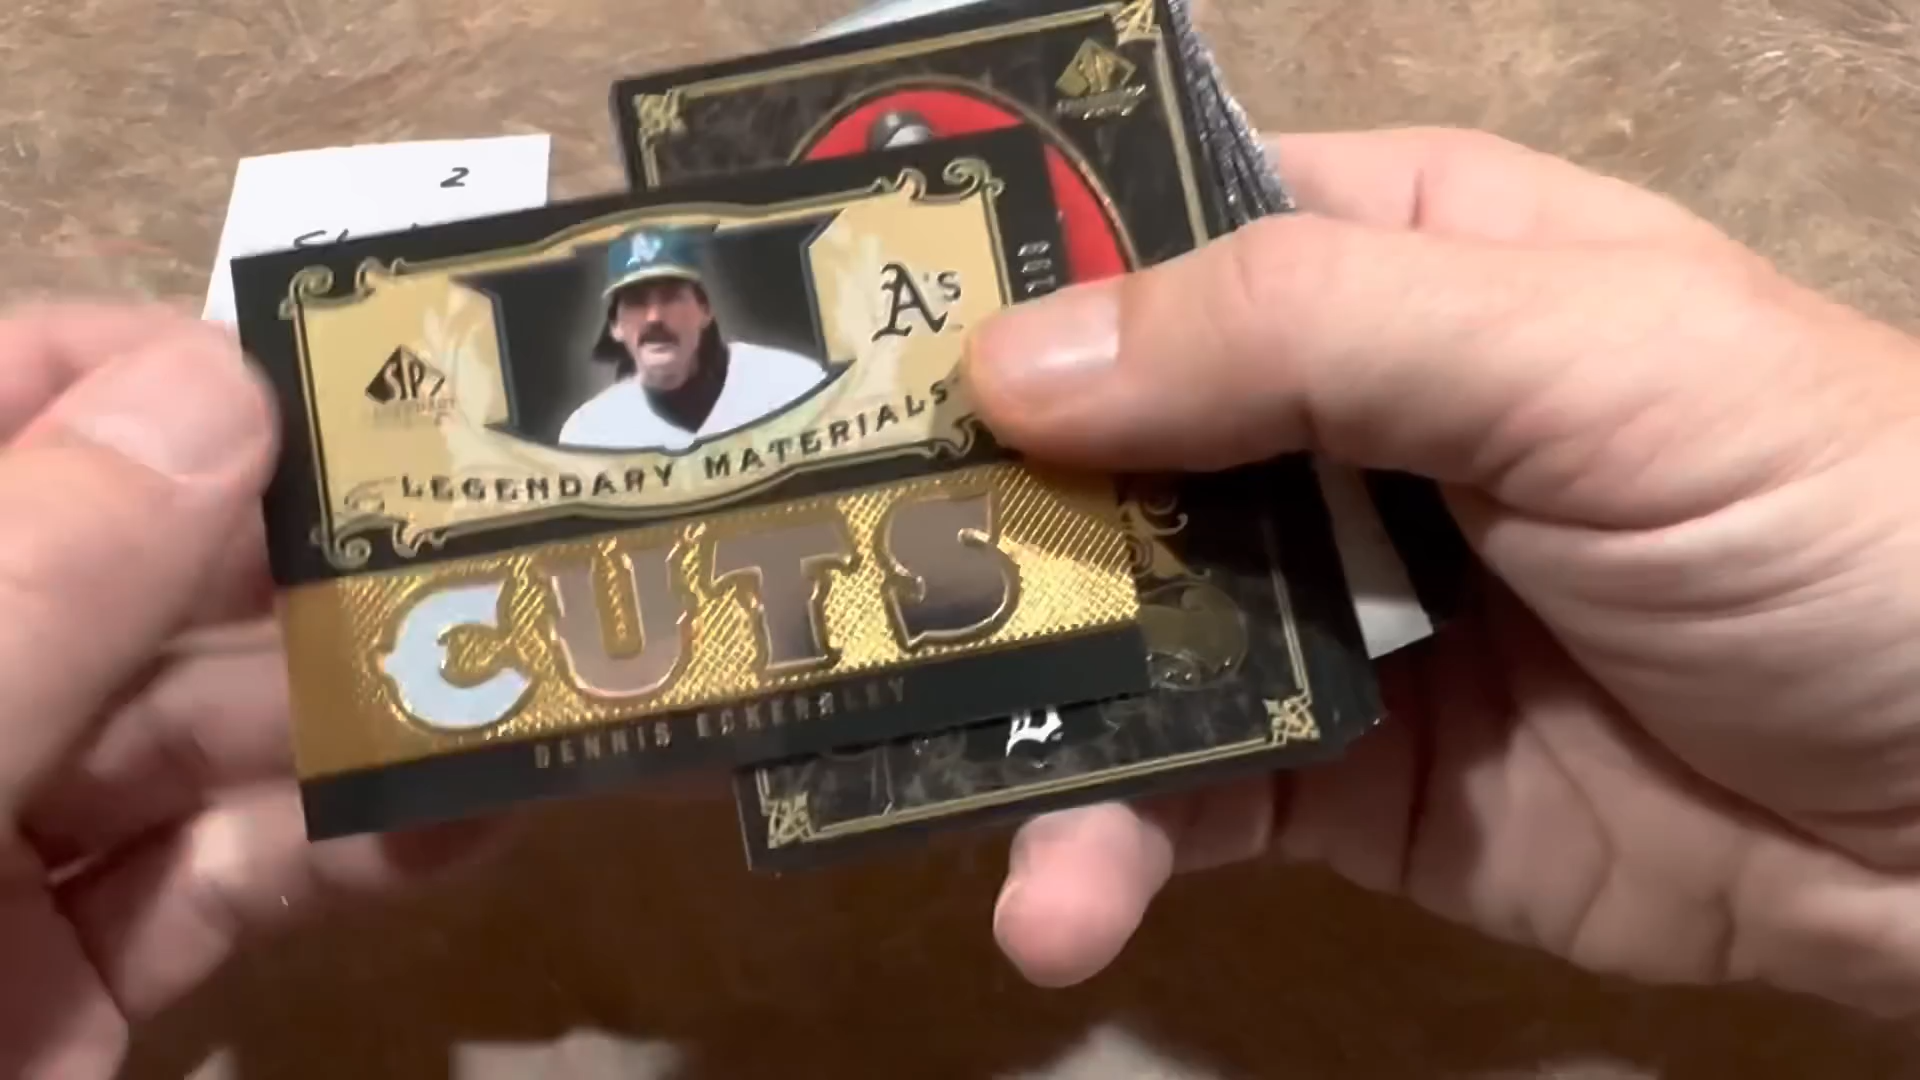 2
A's
LEGENDARY MATERIALS
CUTS
DENNIS ECKERSLEY